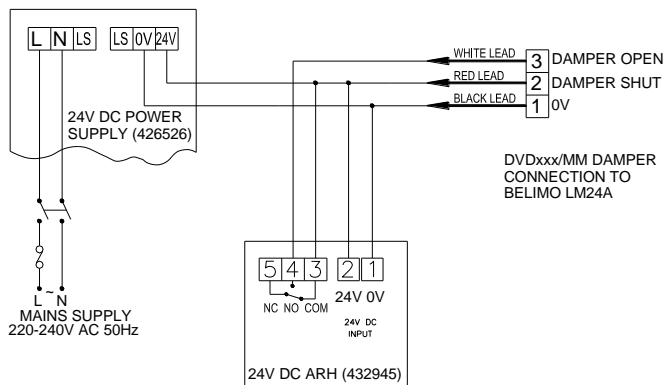 L N LS LS 0V 24V
24V DC POWER
SUPPLY (426526)
WHITE LEAD
RED LEAD
BLACK LEAD
3 DAMPER OPEN
2 DAMPER SHUT
1 0V
DVDxxx/MM DAMPER
CONNECTION TO
BELIMO LM24A
L ~ N
MAINS SUPPLY
220-240V AC 50Hz
5 4 3 2 1
NC NO COM
24V 0V
24V DC
INPUT
24V DC ARH (432945)